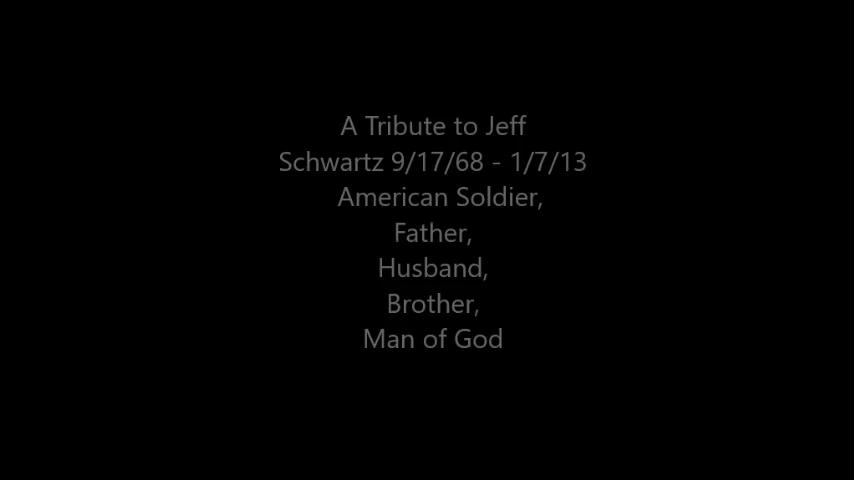 A Tribute to Jeff
Schwartz 9/17/68 - 1/7/13
American Soldier,
Father,
Husband,
Brother,
Man of God